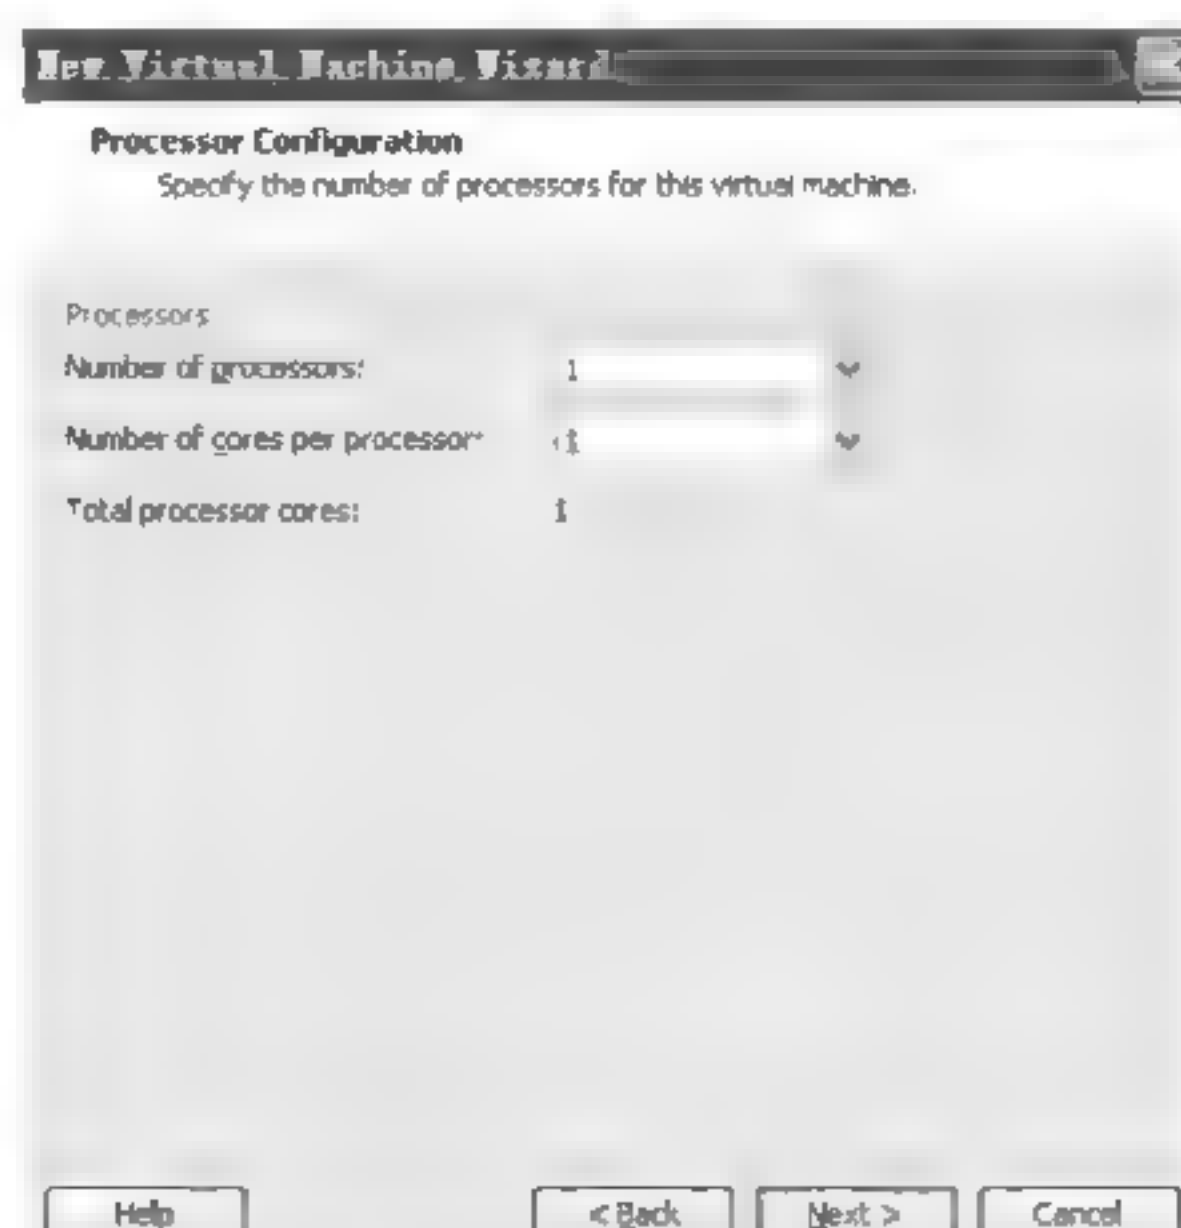 New Virtual Machine Wizard
Processor Configuration
Specify the number of processors for this virtual machine.
Processors
Number of processors: 1
Number of cores per processor: 1
Total processor cores: 1
Help < Back Next > Cancel